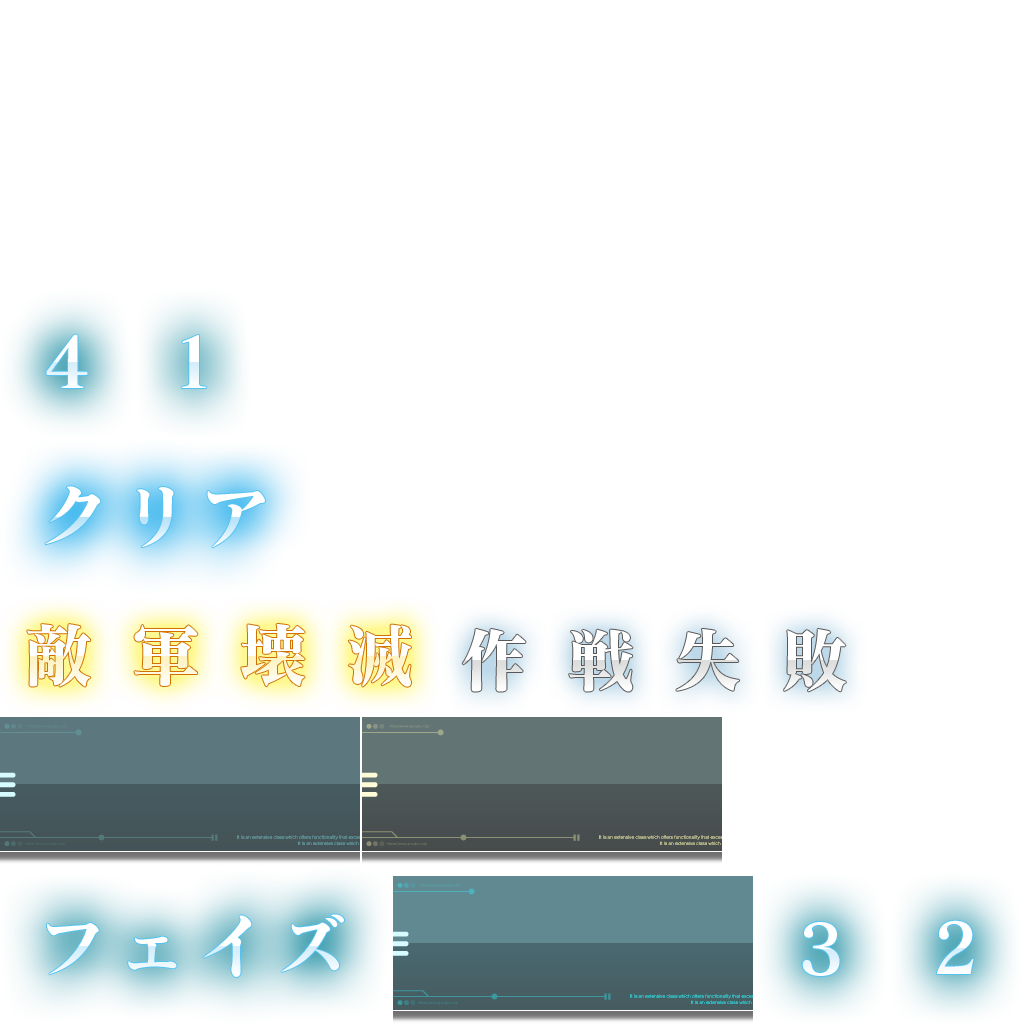 4 1
クリア
敵軍壊滅 作戦失敗
It is an extensive class which offers functionality that excee
It is an extensive class which
It is an extensive class which offers functionality that excee
It is an extensive class which
フェイズ 3 2
It is an extensive class which offers functionality that excee
It is an extensive class which